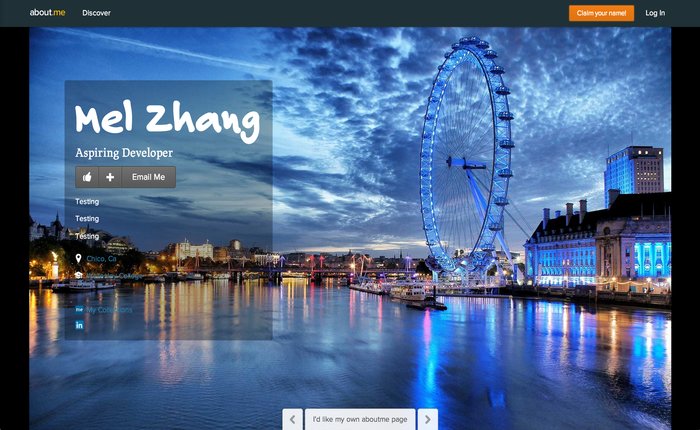 about.me
Discover
Claim your name!
Log In
Mel Zhang
Aspiring Developer
Email Me
Testing
Testing
Testing
Chico, Ca
My Collections
in
I'd like my own aboutme page